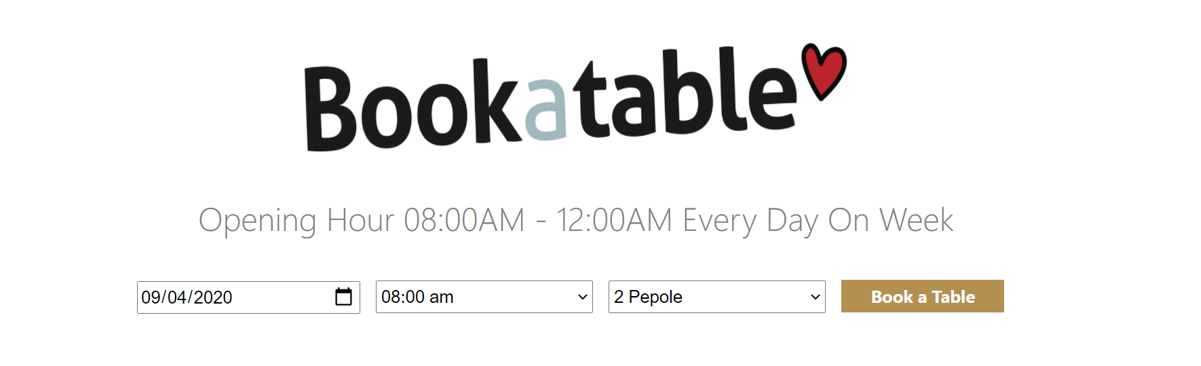 Bookatable
Opening Hour 08:00AM - 12:00AM Every Day On Week
09/04/2020 08:00 am 2 Pepole Book a Table